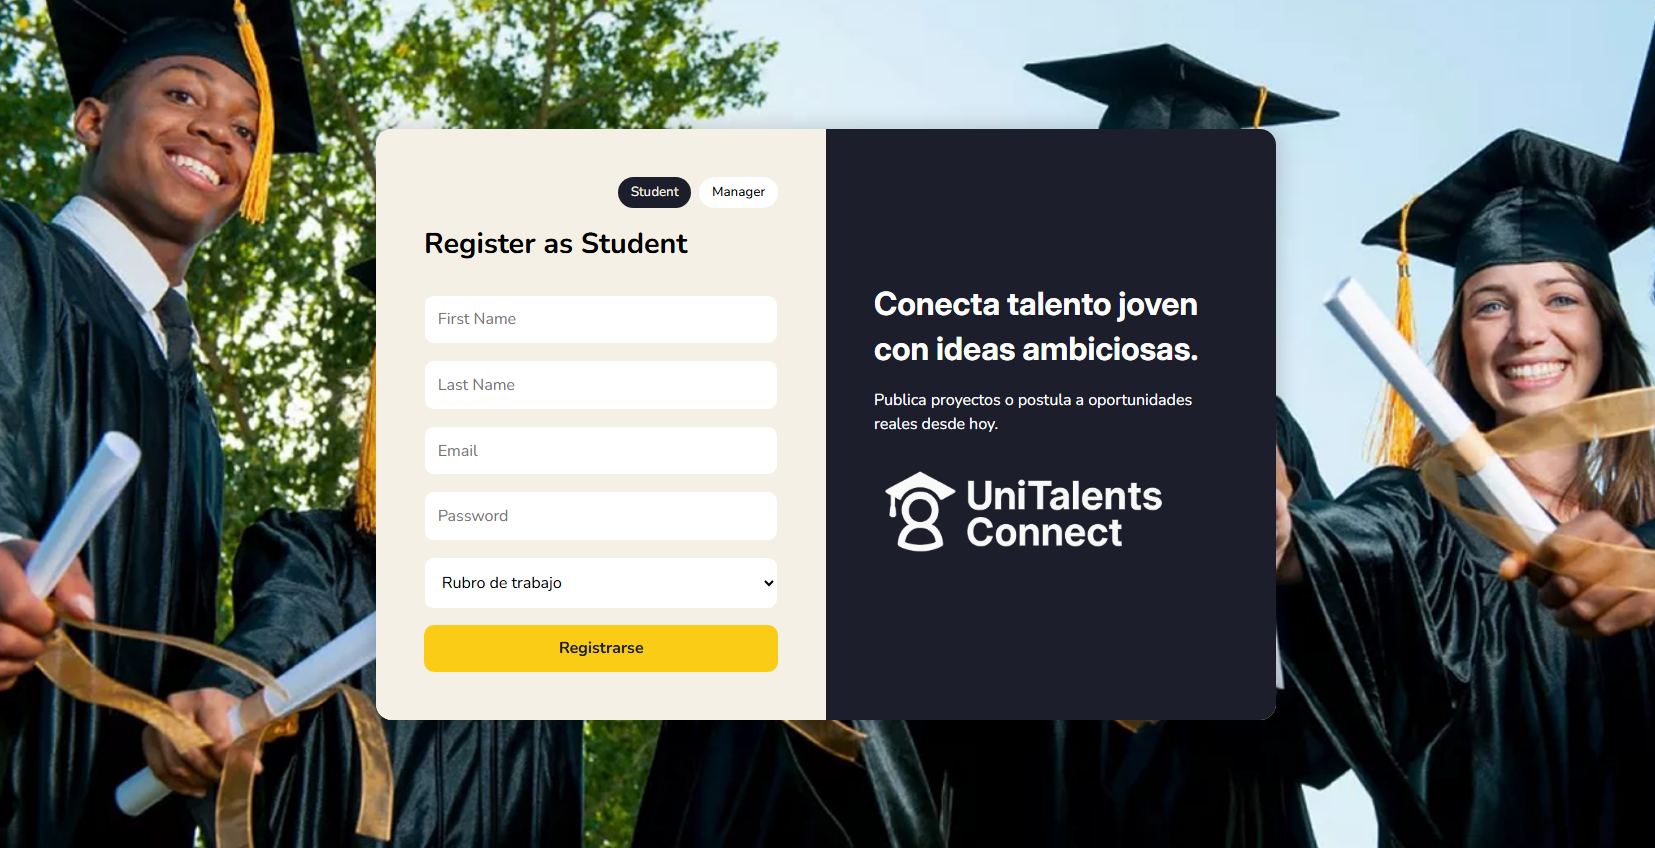 Student
Manager
Register as Student
First Name
Last Name
Email
Password
Rubro de trabajo
Registrarse
Conecta talento joven
con ideas ambiciosas.
Publica proyectos o postula a oportunidades
reales desde hoy.
UniTalents
Connect